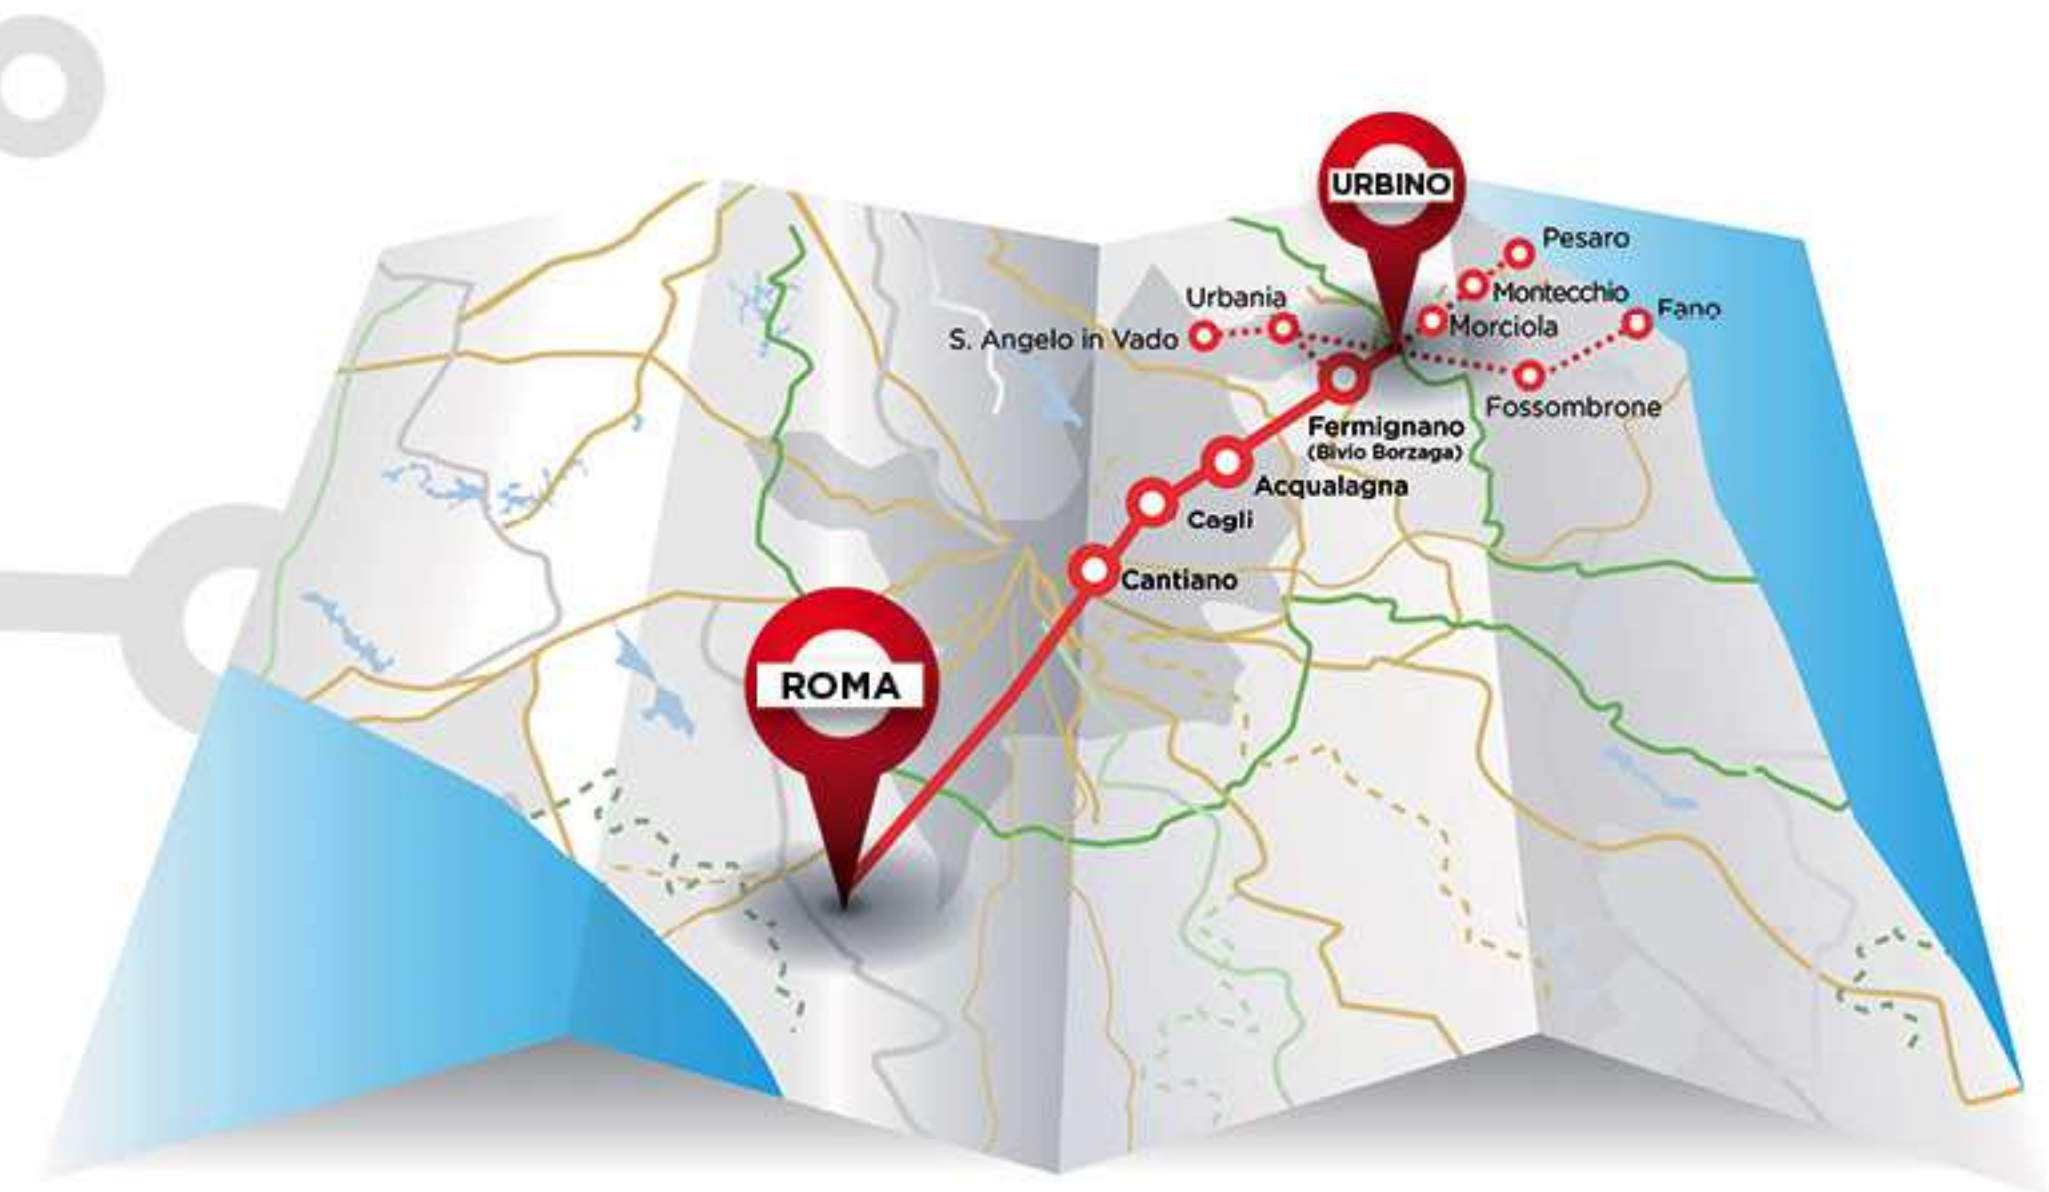 URBINO
Pesaro
Montecchio
Urbania
Fano
Morciola
S. Angelo in Vado
Fossombrone
Fermignano
(Bivio Borzaga)
Acqualagna
Cagli
Cantiano
ROMA